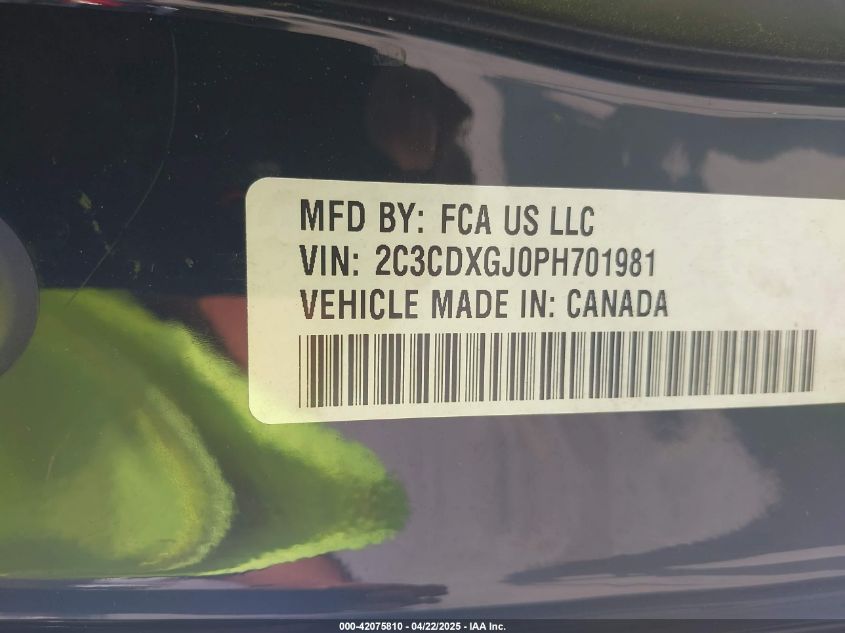 MFD BY: FCA US LLC
VIN: 2C3CDXGJ0PH701981
VEHICLE MADE IN: CANADA
000-42075810 - 04/22/2025 - IAA Inc.